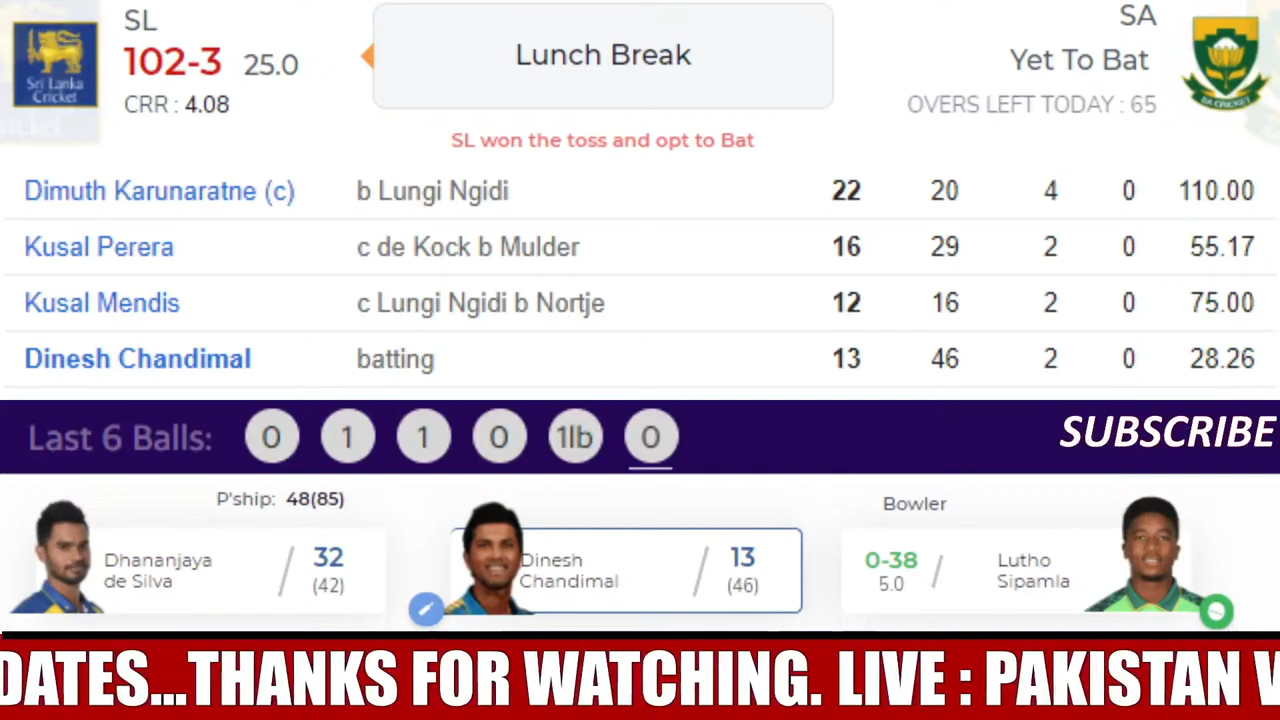 SL
102-3 25.0
CRR : 4.08
Sri Lanka
Cricket
Lunch Break
SA
Yet To Bat
OVERS LEFT TODAY : 65
SA CRICKET
SL won the toss and opt to Bat
Dimuth Karunaratne (c) b Lungi Ngidi 22 20 4 0 110.00
Kusal Perera c de Kock b Mulder 16 29 2 0 55.17
Kusal Mendis c Lungi Ngidi b Nortje 12 16 2 0 75.00
Dinesh Chandimal batting 13 46 2 0 28.26
Last 6 Balls: 0 1 1 0 1lb 0
SUBSCRIBE
P'ship: 48(85)
Dhananjaya
de Silva
32
(42)
Dinesh
Chandimal
13
(46)
Bowler
0-38
5.0
Lutho
Sipamla
DATES...THANKS FOR WATCHING. LIVE : PAKISTAN V